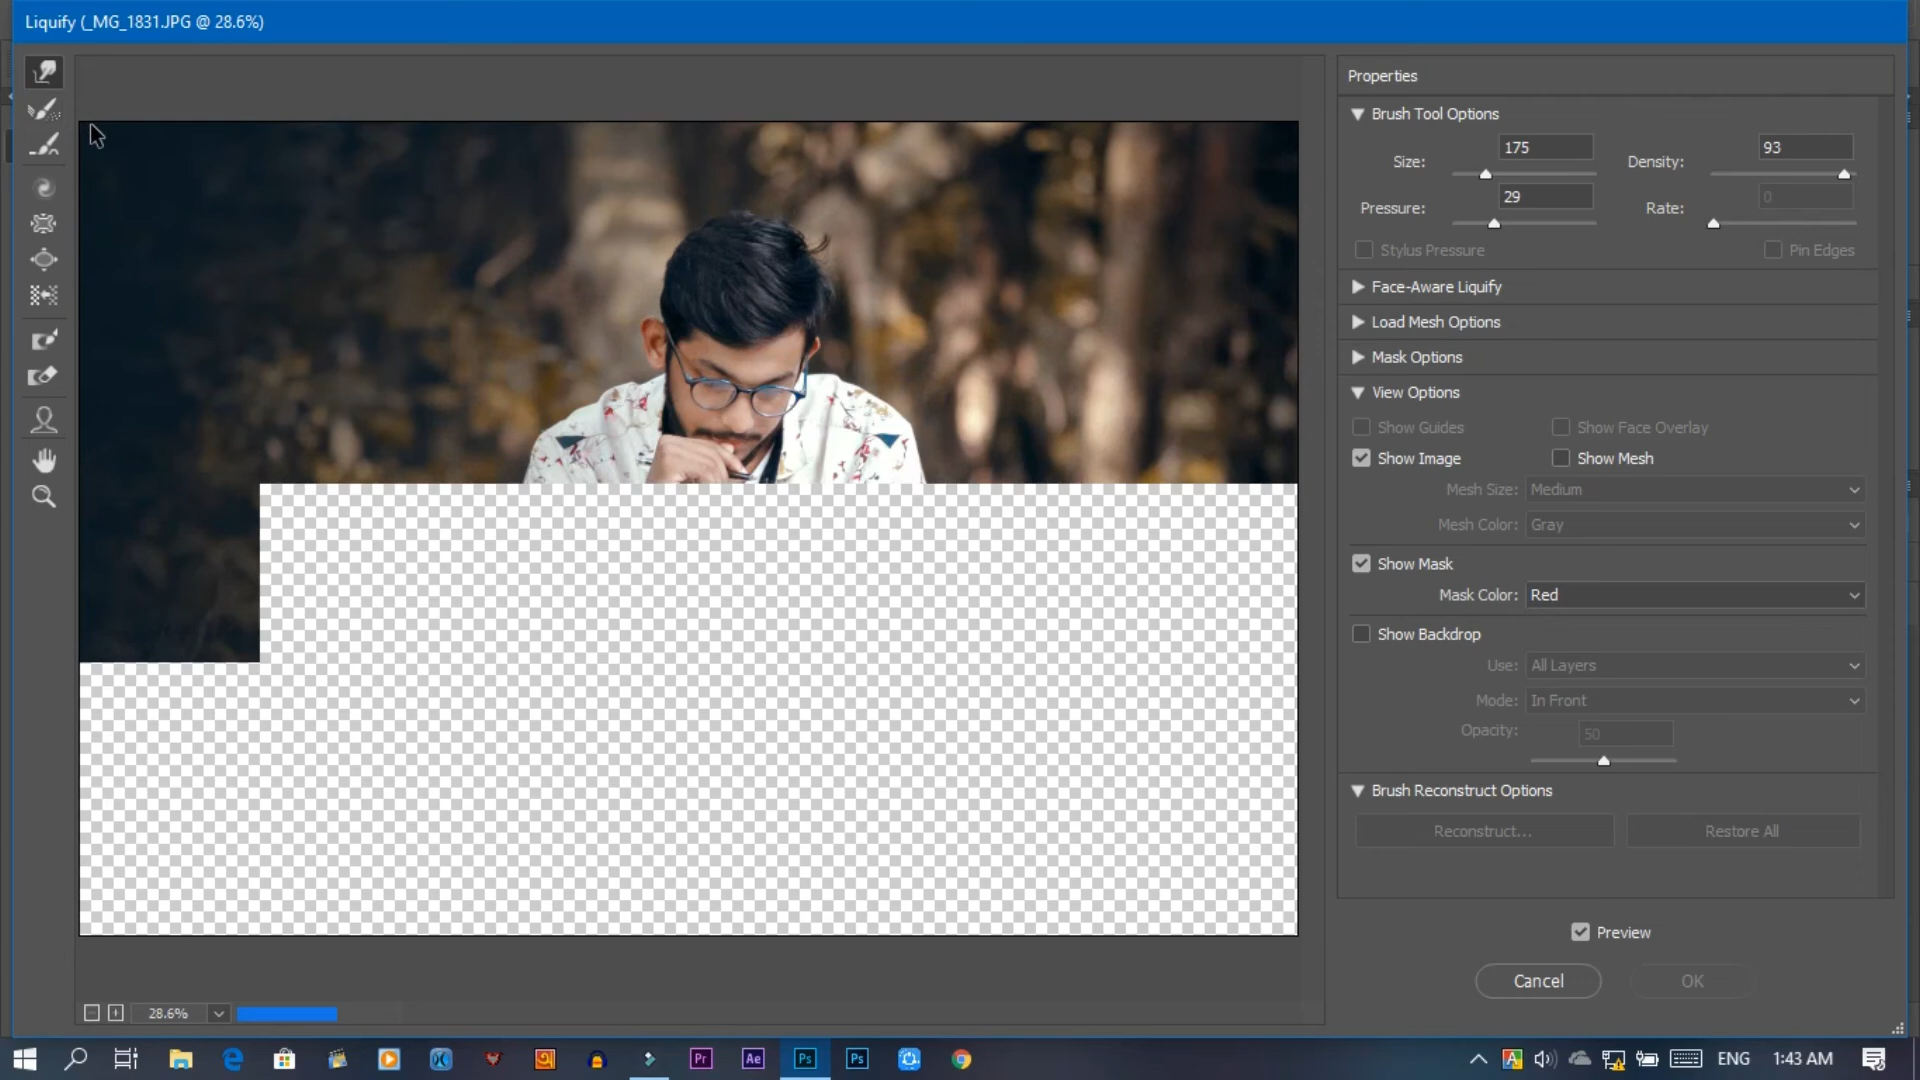 Liquify (_MG_1831.JPG @ 28.6%)
Properties
Brush Tool Options
Size: 175 Density: 93
Pressure: 29 Rate: 0
Stylus Pressure Pin Edges
Face-Aware Liquify
Load Mesh Options
Mask Options
View Options
Show Guides Show Face Overlay
Show Image Show Mesh
Mesh Size: Medium
Mesh Color: Gray
Show Mask
Mask Color: Red
Show Backdrop
Use: All Layers
Mode: In Front
Opacity: 50
Brush Reconstruct Options
Reconstruct... Restore All
Preview
Cancel OK
28.6%
Pr Ae Ps Ps A ENG 1:43 AM